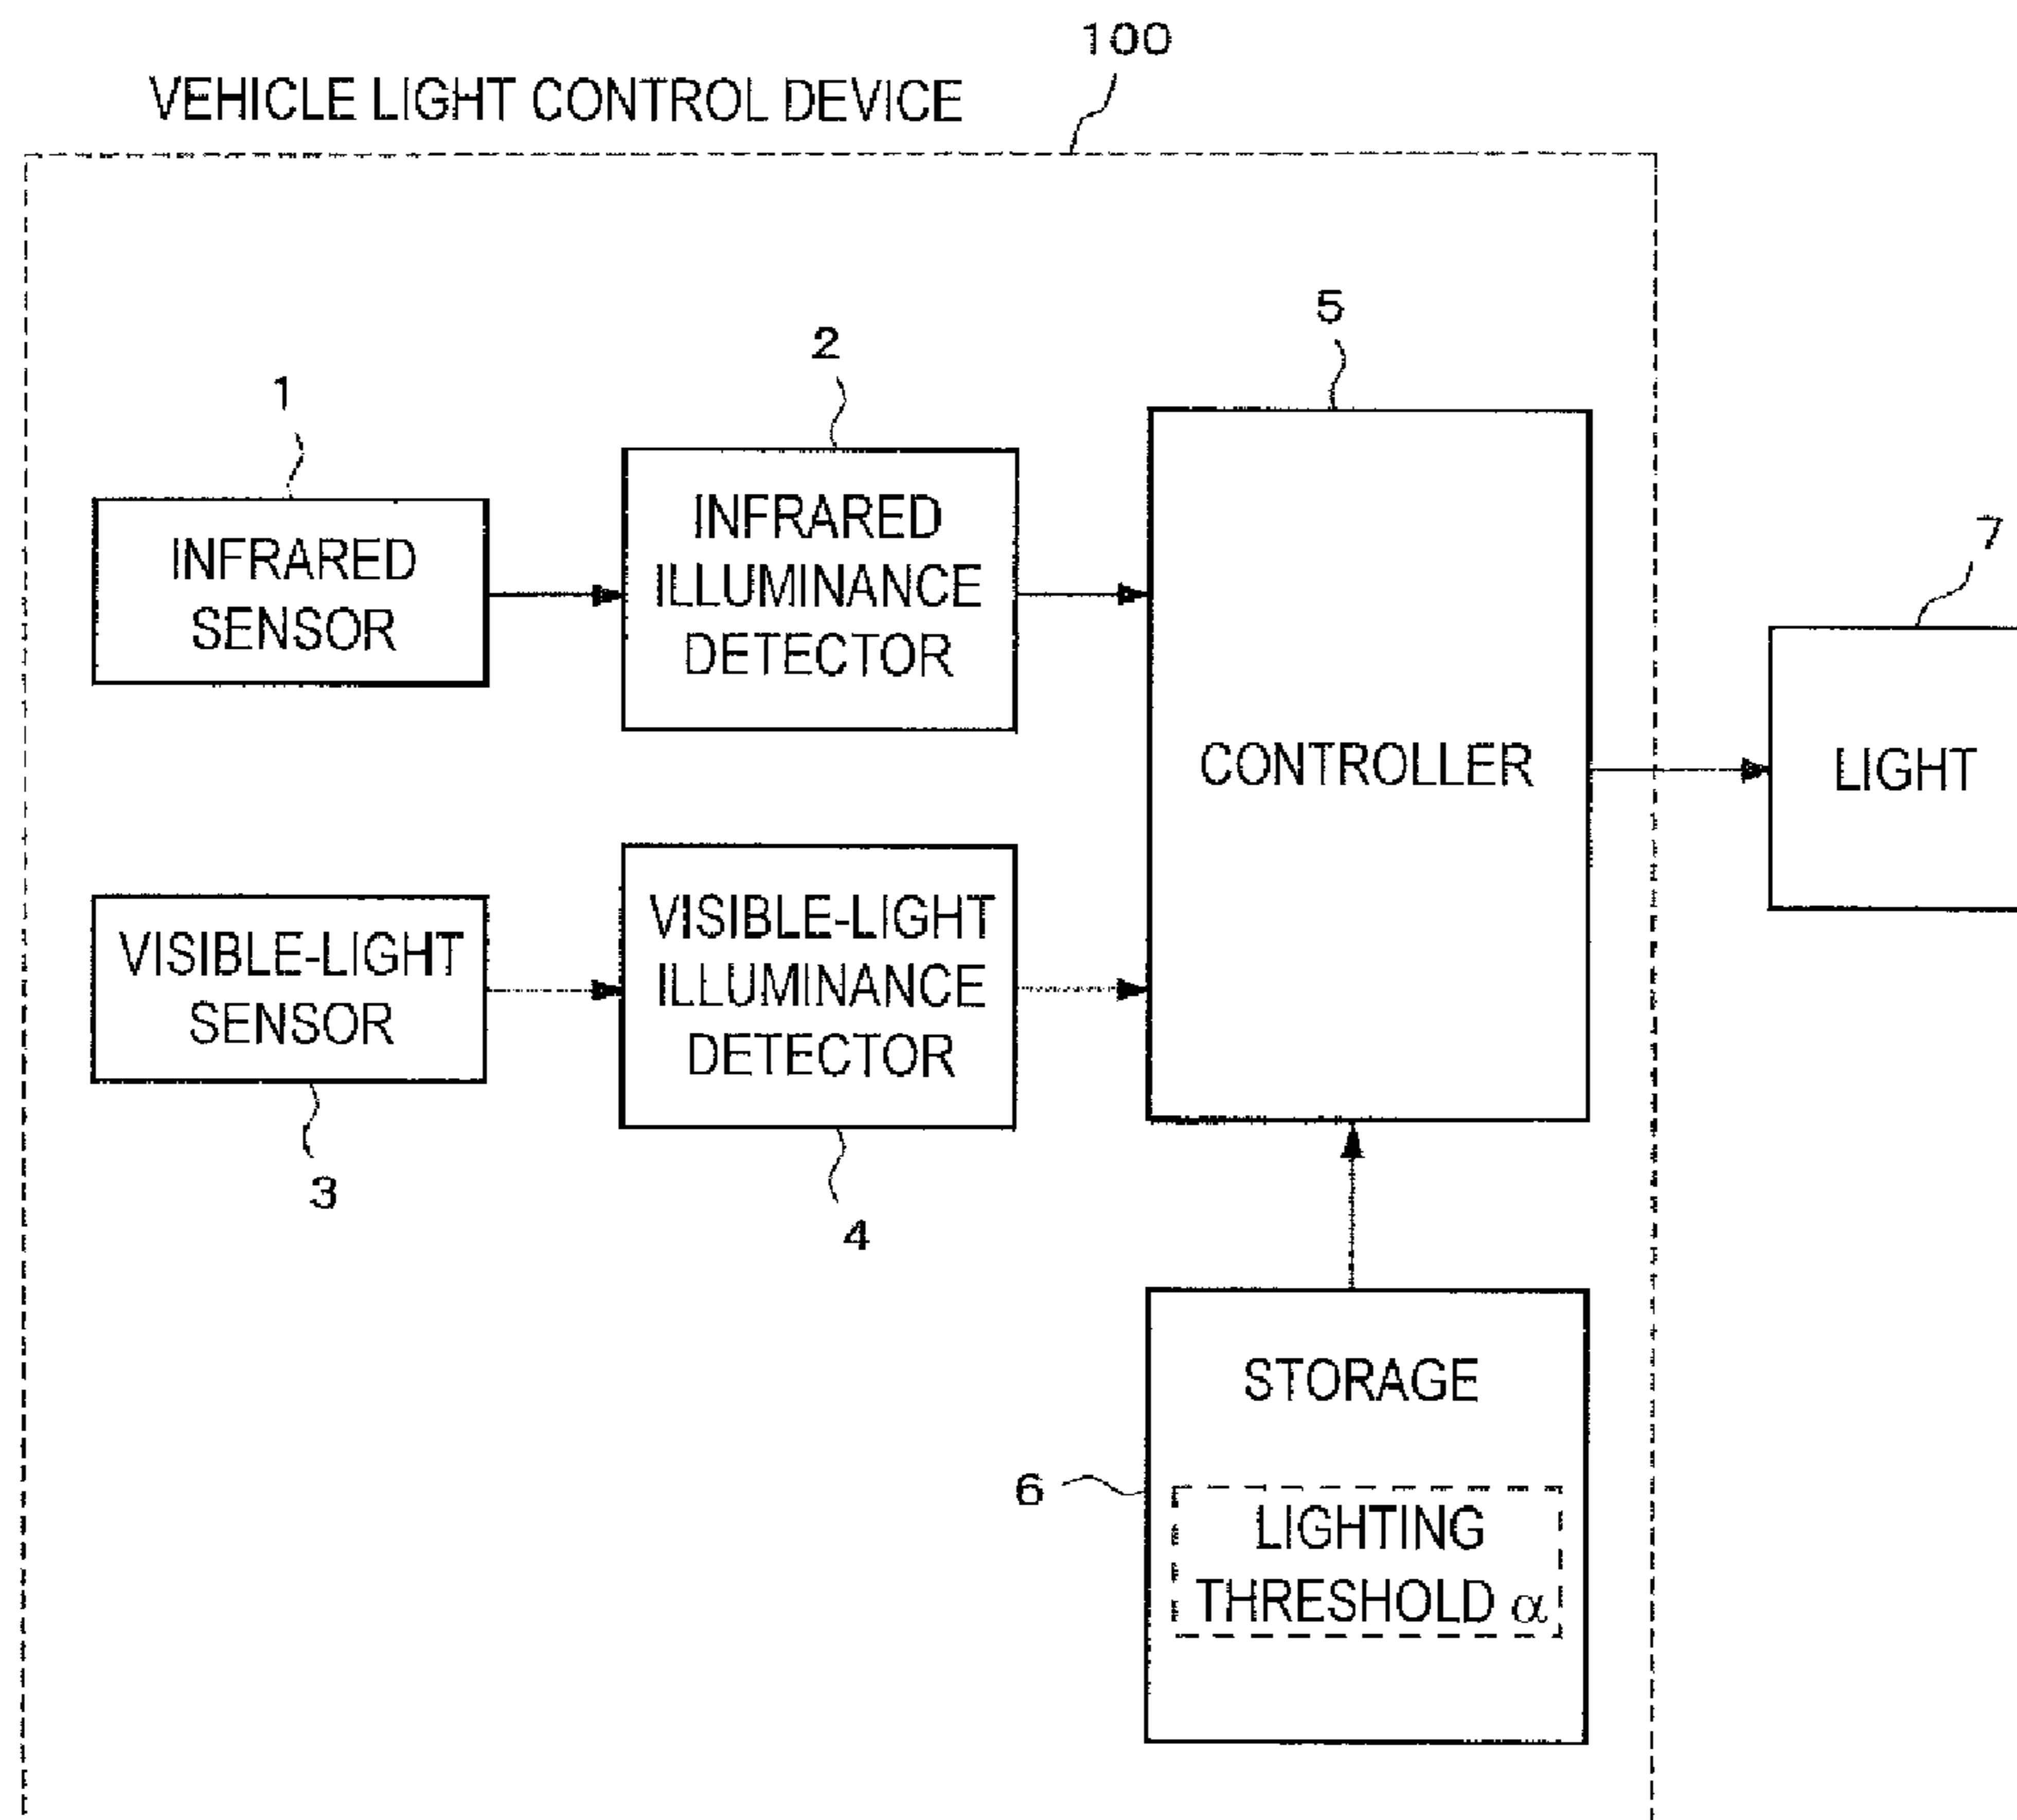 100
VEHICLE LIGHT CONTROL DEVICE
5
2
1
INFRARED
SENSOR
INFRARED
ILLUMINANCE
DETECTOR
7
CONTROLLER
LIGHT
VISIBLE-LIGHT
SENSOR
VISIBLE-LIGHT
ILLUMINANCE
DETECTOR
3
4
STORAGE
6
LIGHTING
THRESHOLD α